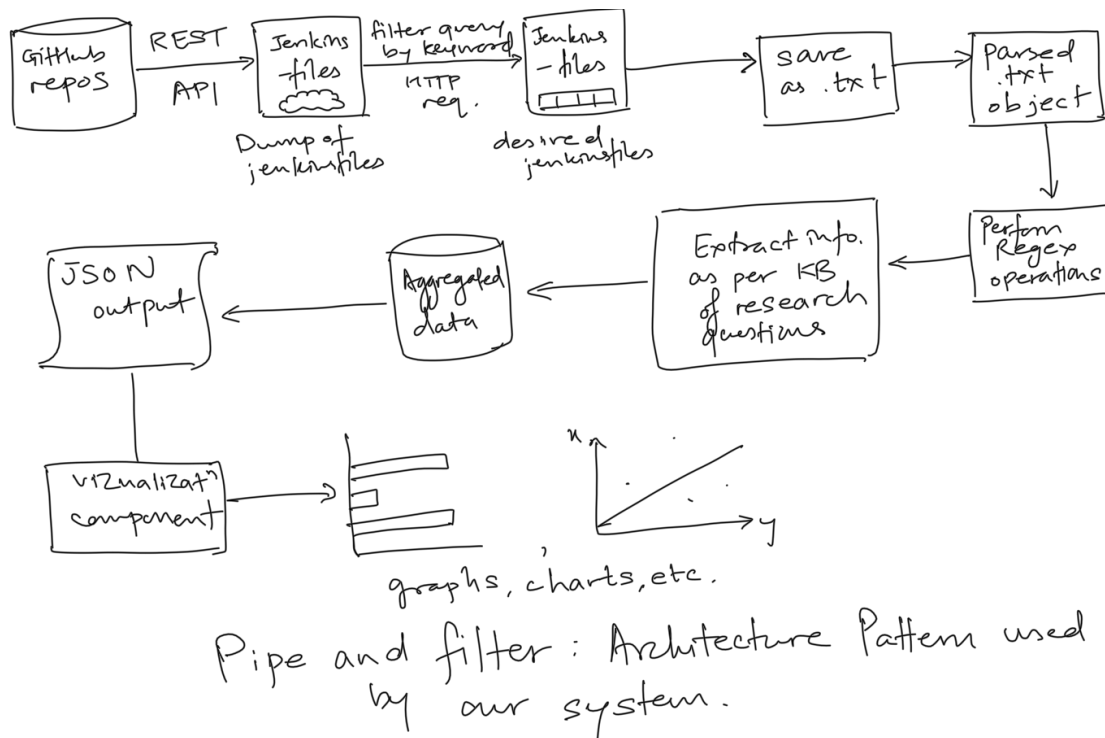 GitHub
repos
REST
API
Jenkins
-files
Dump of
jenkinsfiles
filter query
by keyword
HTTP
req.
Jenkins
-files
desired
jenkinsfiles
save
as .txt
Parsed
.txt
object
Perform
Regex
operations
Extract info.
as per KB
of research
questions
Aggregated
data
JSON
output
vizualizatⁿ
component
x
y
graphs, charts, etc.
Pipe and filter : Architecture Pattern used
by our system.